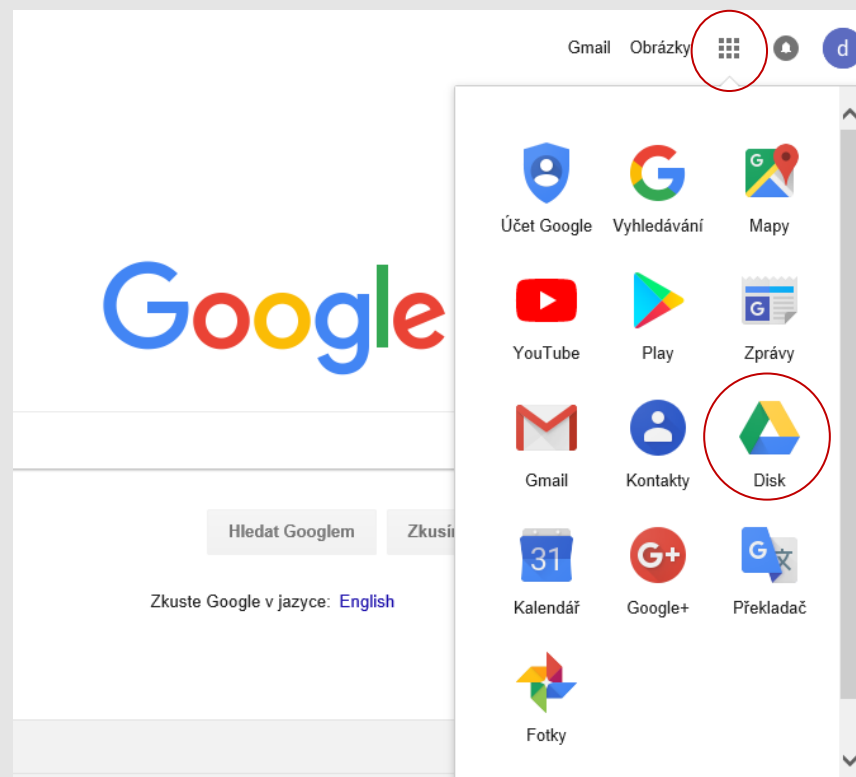 Gmail Obrázky d
Účet Google Vyhledávání Mapy
Google
YouTube Play Zprávy
Gmail Kontakty Disk
Hledat Googlem Zkusí
31 G+
Kalendář Google+ Překladač
Zkuste Google v jazyce: English
Fotky